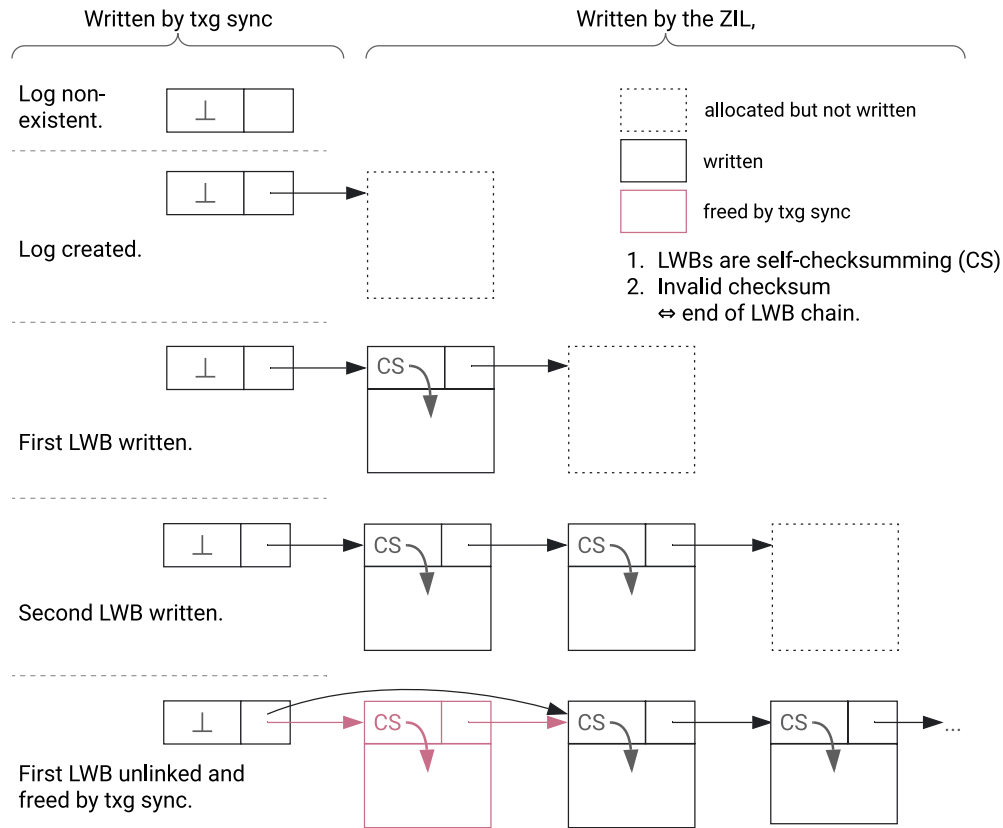 Written by txg sync
Written by the ZIL,
Log non-
existent.
⊥
allocated but not written
written
freed by txg sync
⊥
Log created.
1. LWBs are self-checksumming (CS)
2. Invalid checksum
⇔ end of LWB chain.
⊥
CS
First LWB written.
⊥
CS
CS
Second LWB written.
⊥
CS
CS
CS
...
First LWB unlinked and
freed by txg sync.